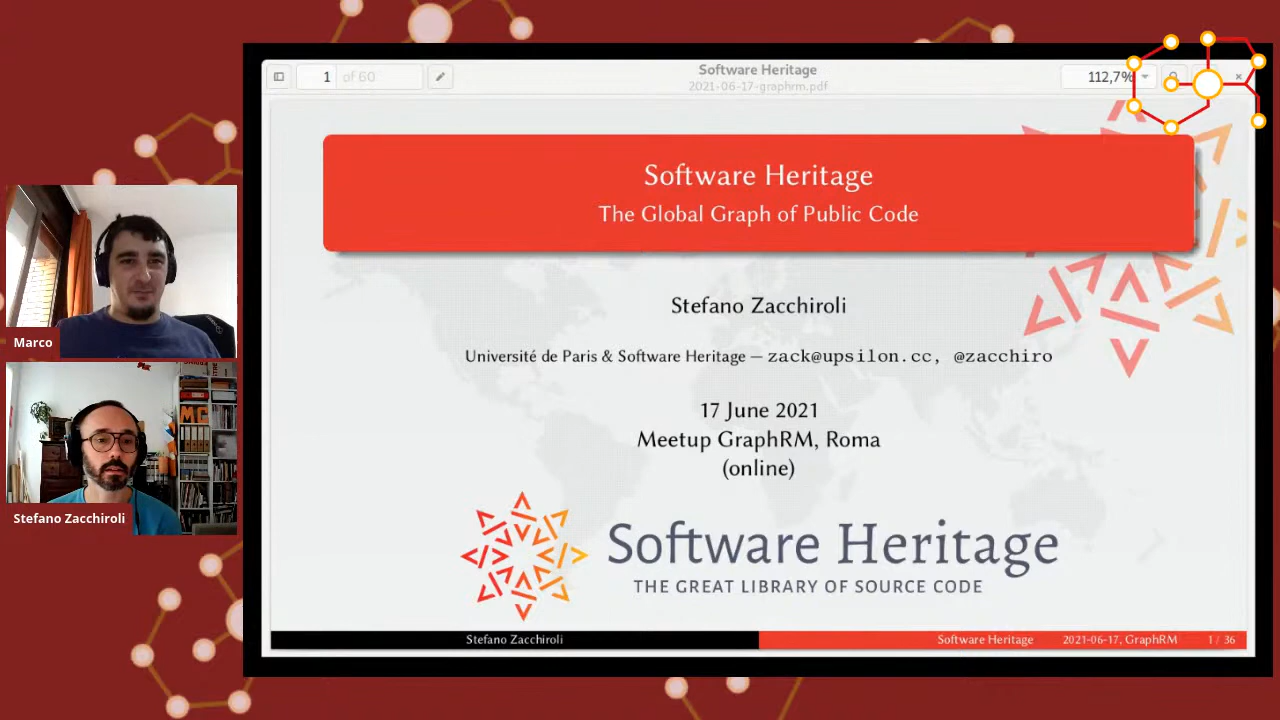 1 of 60
Software Heritage
2021-06-17-graphrm.pdf
112,7%
Software Heritage
The Global Graph of Public Code
Stefano Zacchiroli
Université de Paris & Software Heritage — zack@upsilon.cc, @zacchiro
17 June 2021
Meetup GraphRM, Roma
(online)
Software Heritage
THE GREAT LIBRARY OF SOURCE CODE
Stefano Zacchiroli
Software Heritage 2021-06-17, GraphRM 1 / 36
Marco
MC
Stefano Zacchiroli